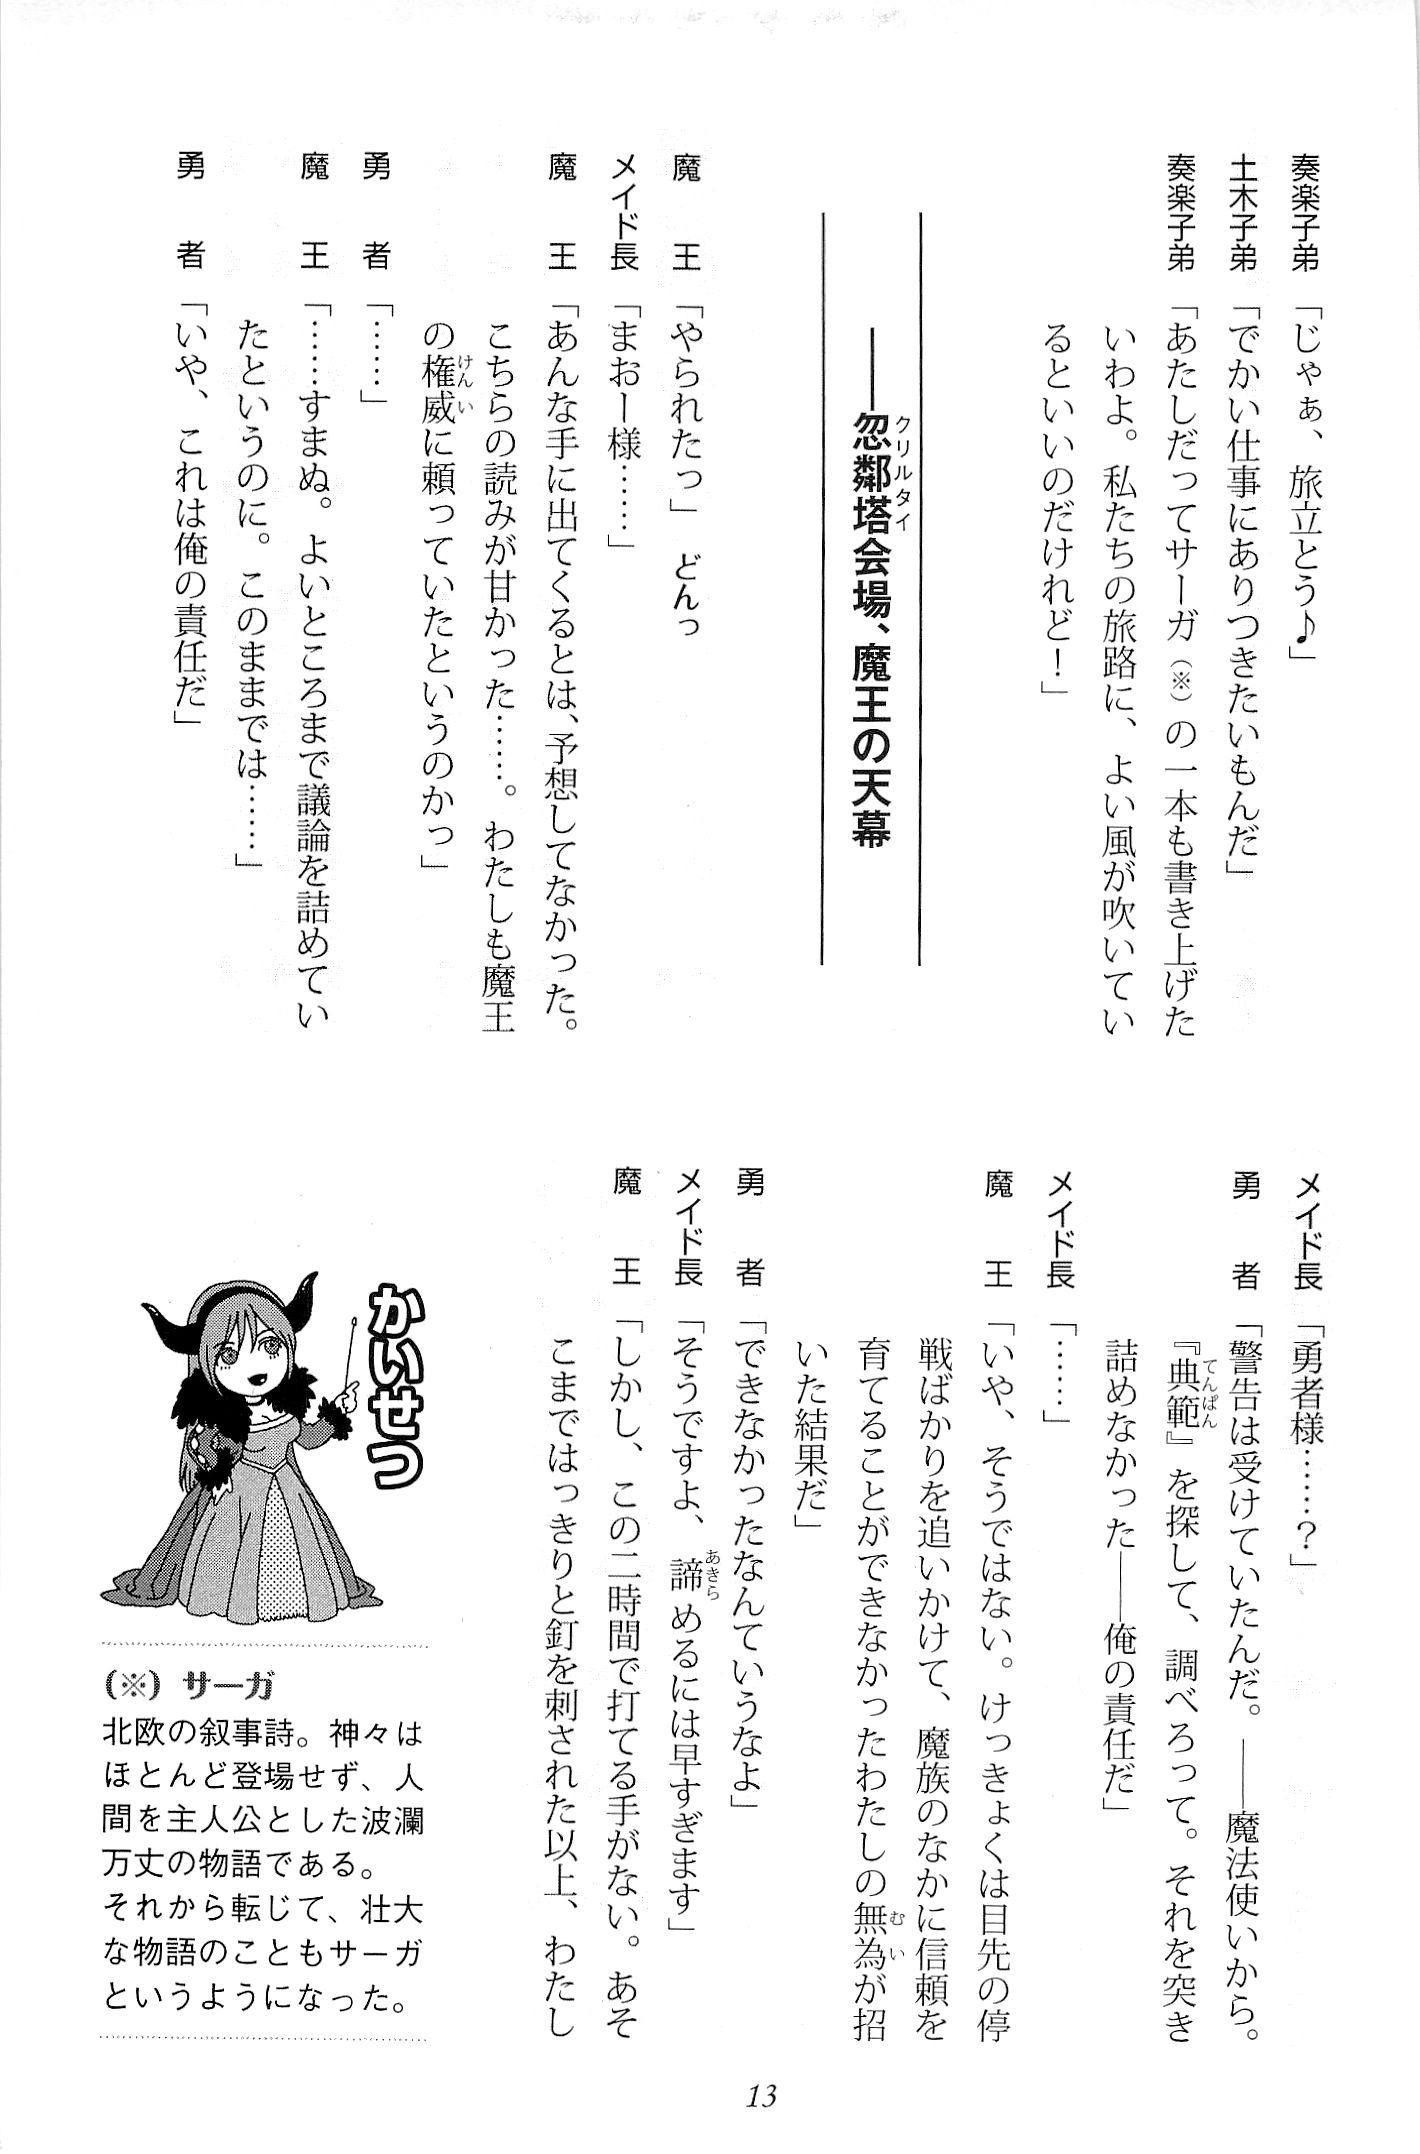 奏楽子弟「じゃぁ、旅立とう♪」
土木子弟「でかい仕事にありつきたいもんだ」
奏楽子弟「あたしだってサーガ（※）の一本も書き上げた
いわよ。私たちの旅路に、よい風が吹いてい
るといいのだけれど！」
――忽鄰塔会場、魔王の天幕
クリルタイ
魔　王「やられたっ」　どんっ
メイド長「まおー様……」
魔　王「あんな手に出てくるとは、予想してなかった。
こちらの読みが甘かった……。わたしも魔王
の権威に頼っていたというのかっ」
けんい
勇　者「……」
魔　王「……すまぬ。よいところまで議論を詰めてい
たというのに。このままでは……」
勇　者「いや、これは俺の責任だ」
メイド長「勇者様……？」
勇　者「警告は受けていたんだ。――魔法使いから。
『典範』を探して、調べろって。それを突き
てんぱん
詰めなかった――俺の責任だ」
メイド長「……」
魔　王「いや、そうではない。けっきょくは目先の停
戦ばかりを追いかけて、魔族のなかに信頼を
育てることができなかったわたしの無為が招
むい
いた結果だ」
勇　者「できなかったなんていうなよ」
メイド長「そうですよ、諦めるには早すぎます」
あきら
魔　王「しかし、この二時間で打てる手がない。あそ
こまではっきりと釘を刺された以上、わたし
かいせつ
（※）サーガ
北欧の叙事詩。神々は
ほとんど登場せず、人
間を主人公とした波瀾
万丈の物語である。
それから転じて、壮大
な物語のこともサーガ
というようになった。
13